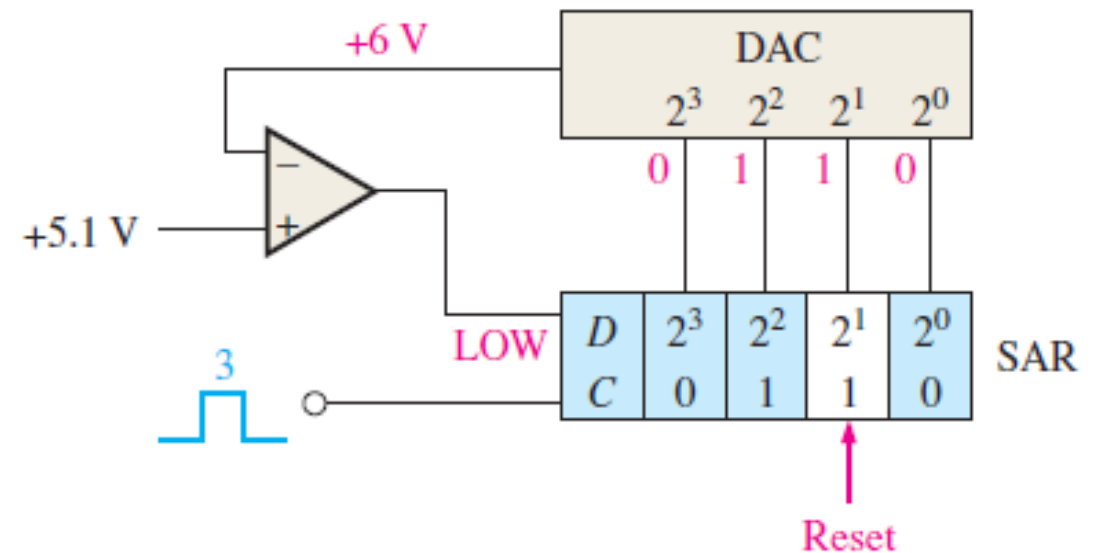 +6 V
DAC
2³ 2² 2¹ 2⁰
0 1 1 0
−
+
+5.1 V
LOW
D 2³ 2² 2¹ 2⁰
C 0 1 1 0
SAR
3
Reset